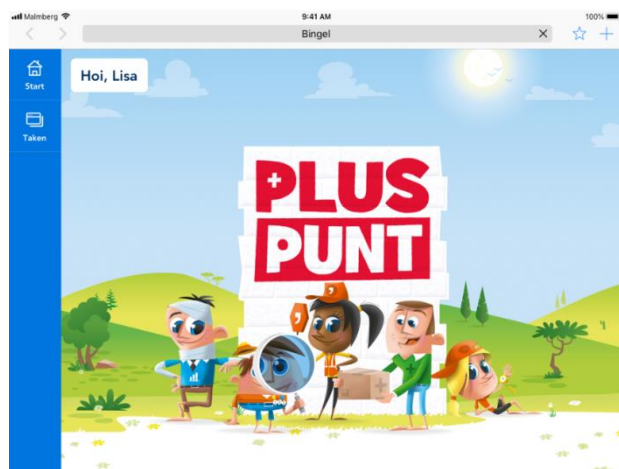 Malmberg 9:41 AM 100%
Bingel
Start
Hoi, Lisa
Taken
PLUS
PUNT